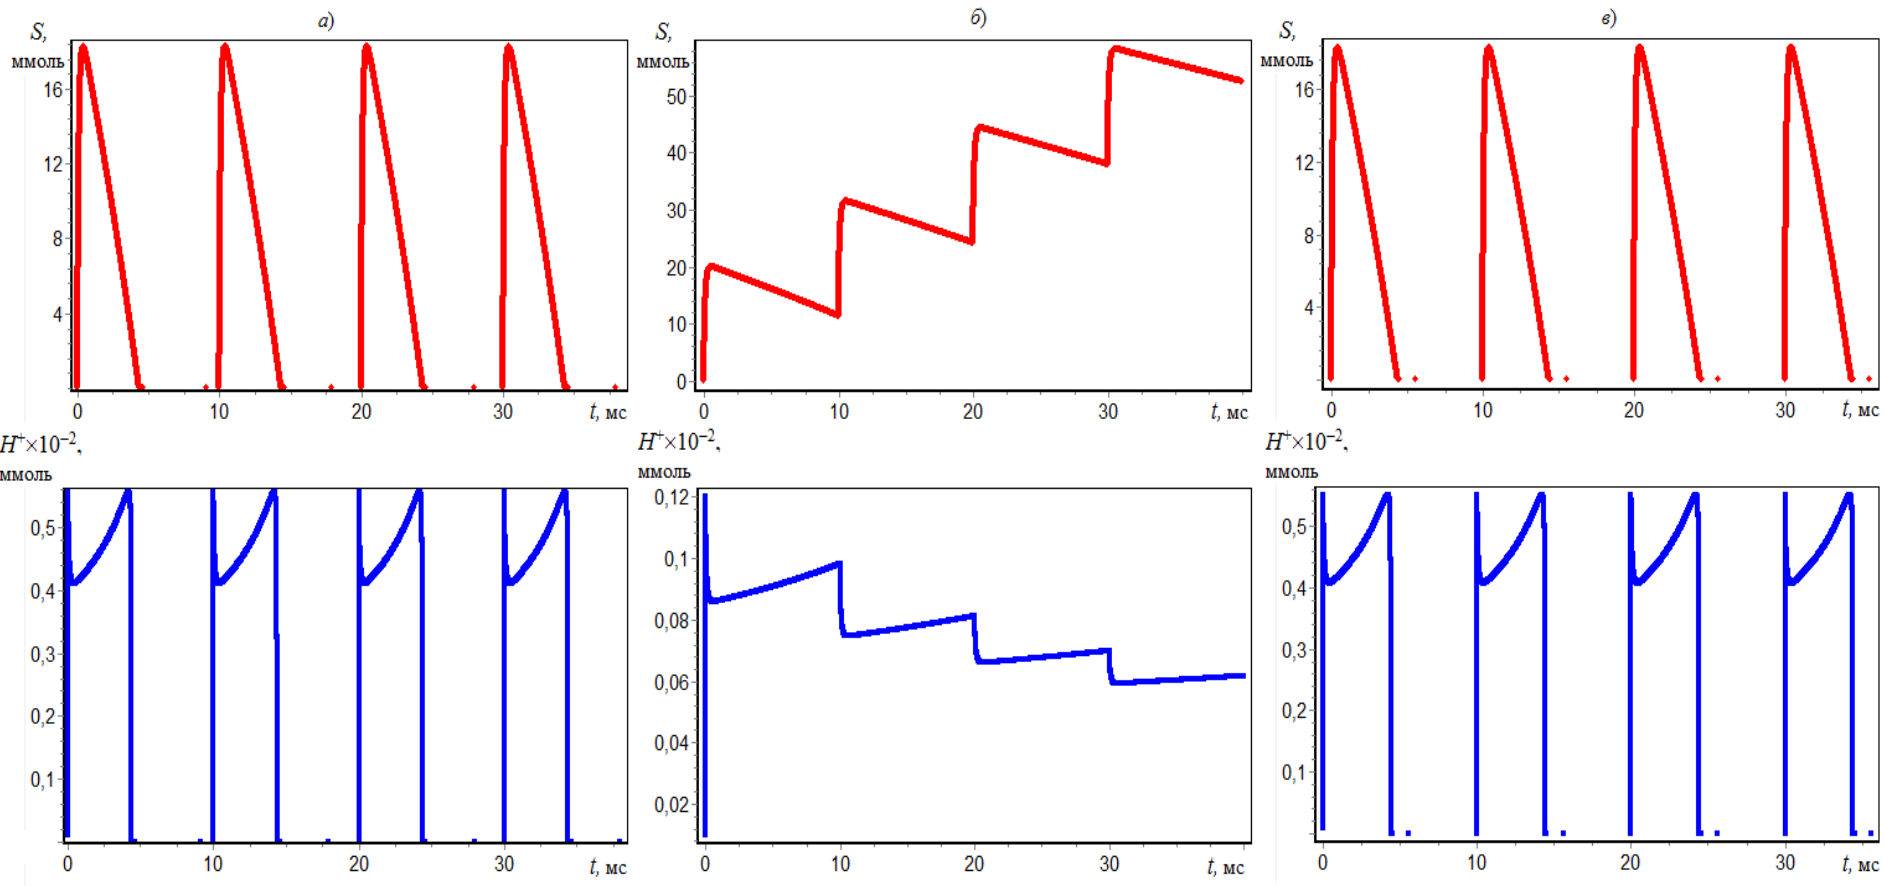 а)
S,
ммоль
16
12
8
4
0 10 20 30 t, мс
б)
S,
ммоль
50
40
30
20
10
0
0 10 20 30 t, мс
в)
S,
ммоль
16
12
8
4
0 10 20 30 t, мс
H⁺×10⁻²,
ммоль
0,5
0,4
0,3
0,2
0,1
0 10 20 30 t, мс
H⁺×10⁻²,
ммоль
0,12
0,1
0,08
0,06
0,04
0,02
0 10 20 30 t, мс
H⁺×10⁻²,
ммоль
0,5
0,4
0,3
0,2
0,1
0 10 20 30 t, мс